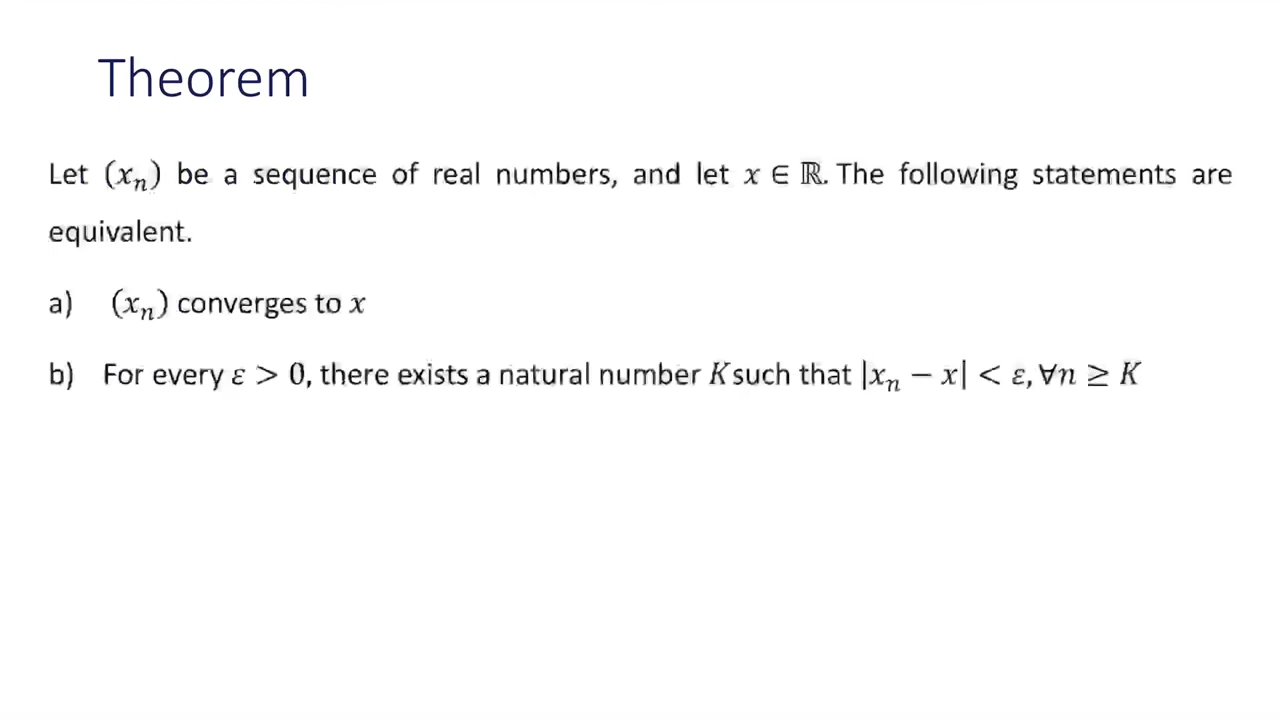 Theorem
Let (xₙ) be a sequence of real numbers, and let x ∈ ℝ. The following statements are
equivalent.
a) (xₙ) converges to x
b) For every ε > 0, there exists a natural number K such that |xₙ − x| < ε, ∀n ≥ K